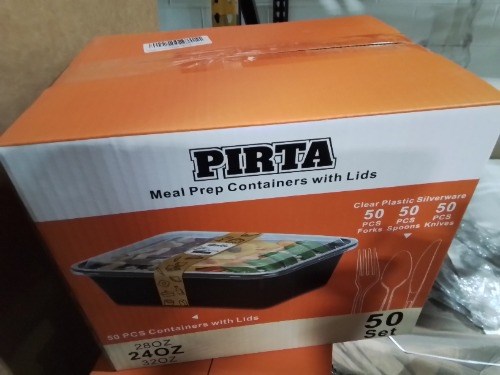 PIRTA
Meal Prep Containers with Lids
Clear Plastic Silverware
50 50 50
PCS PCS PCS
Forks Spoons Knives
50 PCS Containers with Lids
28OZ
24OZ
32OZ
50
Set